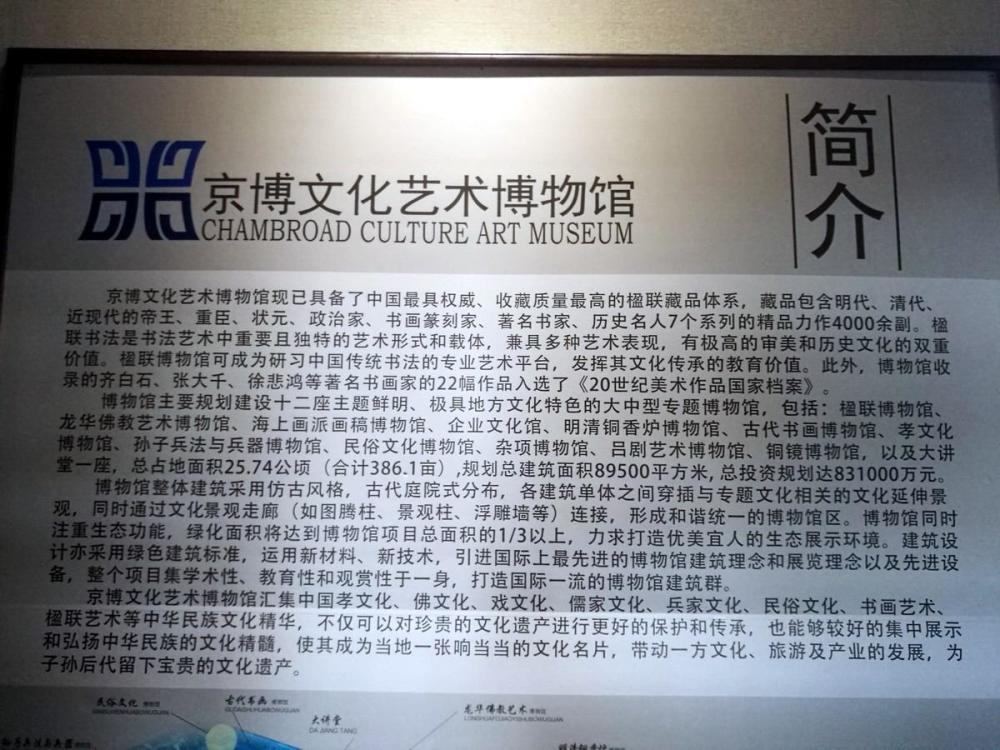 简介
京博文化艺术博物馆
CHAMBROAD CULTURE ART MUSEUM
京博文化艺术博物馆现已具备了中国最具权威、收藏质量最高的楹联藏品体系，藏品包含明代、清代、
近现代的帝王、重臣、状元、政治家、书画篆刻家、著名书家、历史名人7个系列的精品力作4000余副。楹
联书法是书法艺术中重要且独特的艺术形式和载体，兼具多种艺术表现，有极高的审美和历史文化的双重
价值。楹联博物馆可成为研习中国传统书法的专业艺术平台，发挥其文化传承的教育价值。此外，博物馆收
录的齐白石、张大千、徐悲鸿等著名书画家的22幅作品入选了《20世纪美术作品国家档案》。
博物馆主要规划建设十二座主题鲜明、极具地方文化特色的大中型专题博物馆，包括：楹联博物馆、
龙华佛教艺术博物馆、海上画派画稿博物馆、企业文化馆、明清铜香炉博物馆、古代书画博物馆、孝文化
博物馆、孙子兵法与兵器博物馆、民俗文化博物馆、杂项博物馆、吕剧艺术博物馆、铜镜博物馆，以及大讲
堂一座，总占地面积25.74公顷（合计386.1亩）,规划总建筑面积89500平方米，总投资规划达831000万元。
博物馆整体建筑采用仿古风格，古代庭院式分布，各建筑单体之间穿插与专题文化相关的文化延伸景
观，同时通过文化景观走廊（如图腾柱、景观柱、浮雕墙等）连接，形成和谐统一的博物馆区。博物馆同时
注重生态功能，绿化面积将达到博物馆项目总面积的1/3以上，力求打造优美宜人的生态展示环境。建筑设
计亦采用绿色建筑标准，运用新材料、新技术，引进国际上最先进的博物馆建筑理念和展览理念以及先进设
备，整个项目集学术性、教育性和观赏性于一身，打造国际一流的博物馆建筑群。
京博文化艺术博物馆汇集中国孝文化、佛文化、戏文化、儒家文化、兵家文化、民俗文化、书画艺术、
楹联艺术等中华民族文化精华，不仅可以对珍贵的文化遗产进行更好的保护和传承，也能够较好的集中展示
和弘扬中华民族的文化精髓，使其成为当地一张响当当的文化名片，带动一方文化、旅游及产业的发展，为
子孙后代留下宝贵的文化遗产。
民俗文化 博物馆
古代书画 博物馆
GUDAISHUHUABOWUGUAN
大讲堂
DA JIANG TANG
龙华佛教艺术 博物馆
LONGHUAFOJIAOYISHUBOWUGUAN